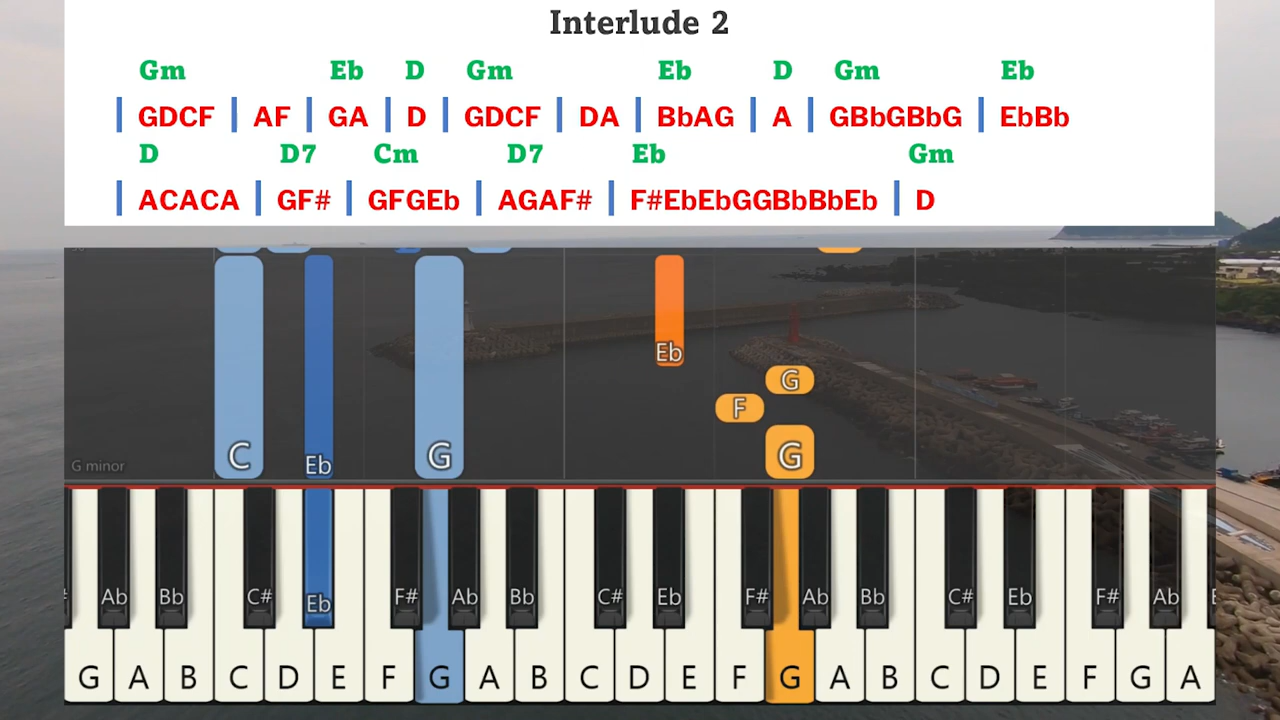 Interlude 2
Gm Eb D Gm Eb D Gm Eb
| GDCF | AF | GA | D | GDCF | DA | BbAG | A | GBbGBbG | EbBb
D D7 Cm D7 Eb Gm
| ACACA | GF# | GFGEb | AGAF# | F#EbEbGGBbBbEb | D
Eb
G
F
C Eb G G
G minor
Ab Bb C# Eb F# Ab Bb C# Eb F# Ab Bb C# Eb F# Ab
G A B C D E F G A B C D E F G A B C D E F G A